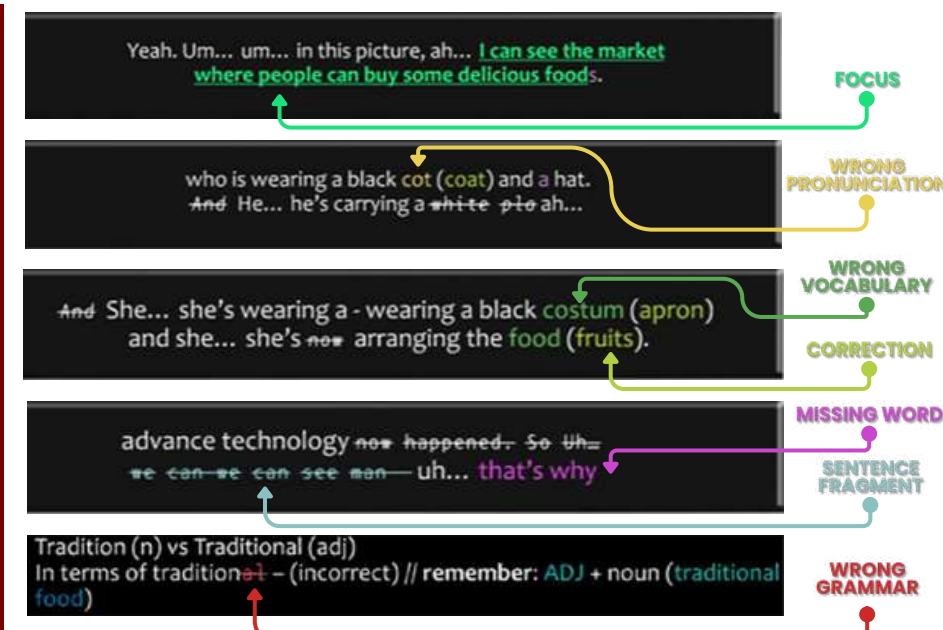 Yeah. Um... um... in this picture, ah... I can see the market
where people can buy some delicious foods.
FOCUS
who is wearing a black cot (coat) and a hat.
And He... he's carrying a white plo ah...
WRONG
PRONUNCIATION
And She... she's wearing a - wearing a black costum (apron)
and she... she's now arranging the food (fruits).
WRONG
VOCABULARY
CORRECTION
advance technology now happened. So Uh...
we can we can see man uh... that's why
MISSING WORD
SENTENCE
FRAGMENT
Tradition (n) vs Traditional (adj)
In terms of traditional – (incorrect) // remember: ADJ + noun (traditional
food)
WRONG
GRAMMAR